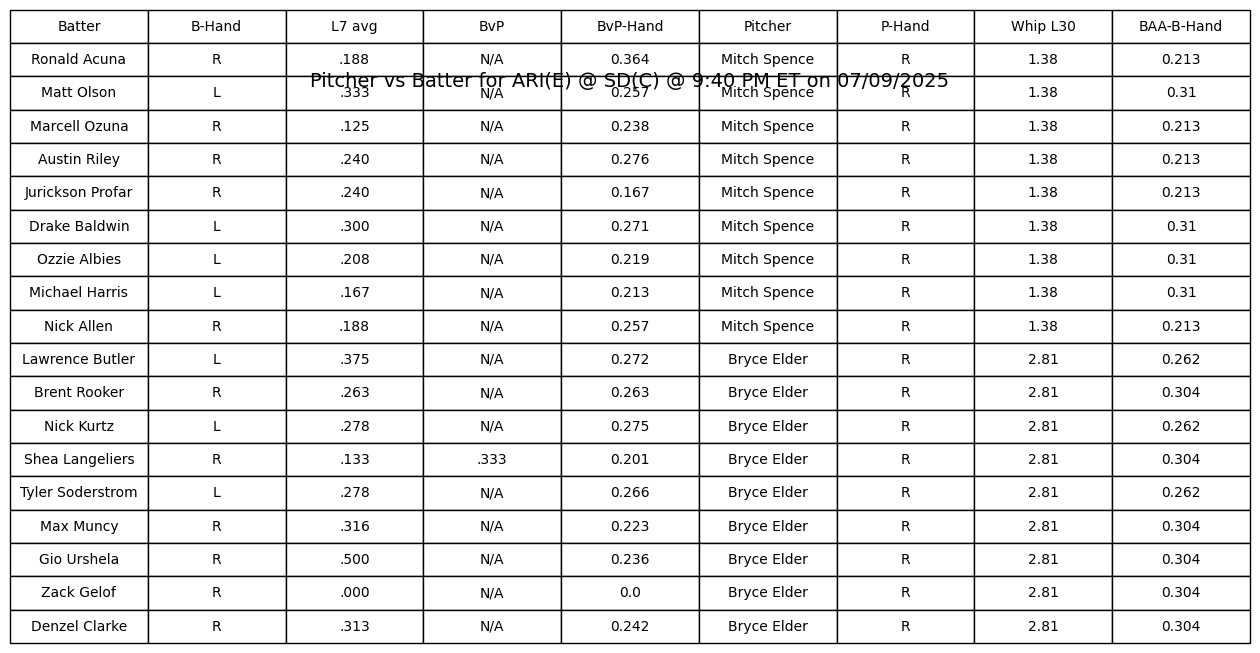 Batter B-Hand L7 avg BvP BvP-Hand Pitcher P-Hand Whip L30 BAA-B-Hand
Ronald Acuna R .188 N/A 0.364 Mitch Spence R 1.38 0.213
Pitcher vs Batter for ARI(E) @ SD(C) @ 9:40 PM ET on 07/09/2025
Matt Olson L .333 N/A 0.257 Mitch Spence R 1.38 0.31
Marcell Ozuna R .125 N/A 0.238 Mitch Spence R 1.38 0.213
Austin Riley R .240 N/A 0.276 Mitch Spence R 1.38 0.213
Jurickson Profar R .240 N/A 0.167 Mitch Spence R 1.38 0.213
Drake Baldwin L .300 N/A 0.271 Mitch Spence R 1.38 0.31
Ozzie Albies L .208 N/A 0.219 Mitch Spence R 1.38 0.31
Michael Harris L .167 N/A 0.213 Mitch Spence R 1.38 0.31
Nick Allen R .188 N/A 0.257 Mitch Spence R 1.38 0.213
Lawrence Butler L .375 N/A 0.272 Bryce Elder R 2.81 0.262
Brent Rooker R .263 N/A 0.263 Bryce Elder R 2.81 0.304
Nick Kurtz L .278 N/A 0.275 Bryce Elder R 2.81 0.262
Shea Langeliers R .133 .333 0.201 Bryce Elder R 2.81 0.304
Tyler Soderstrom L .278 N/A 0.266 Bryce Elder R 2.81 0.262
Max Muncy R .316 N/A 0.223 Bryce Elder R 2.81 0.304
Gio Urshela R .500 N/A 0.236 Bryce Elder R 2.81 0.304
Zack Gelof R .000 N/A 0.0 Bryce Elder R 2.81 0.304
Denzel Clarke R .313 N/A 0.242 Bryce Elder R 2.81 0.304